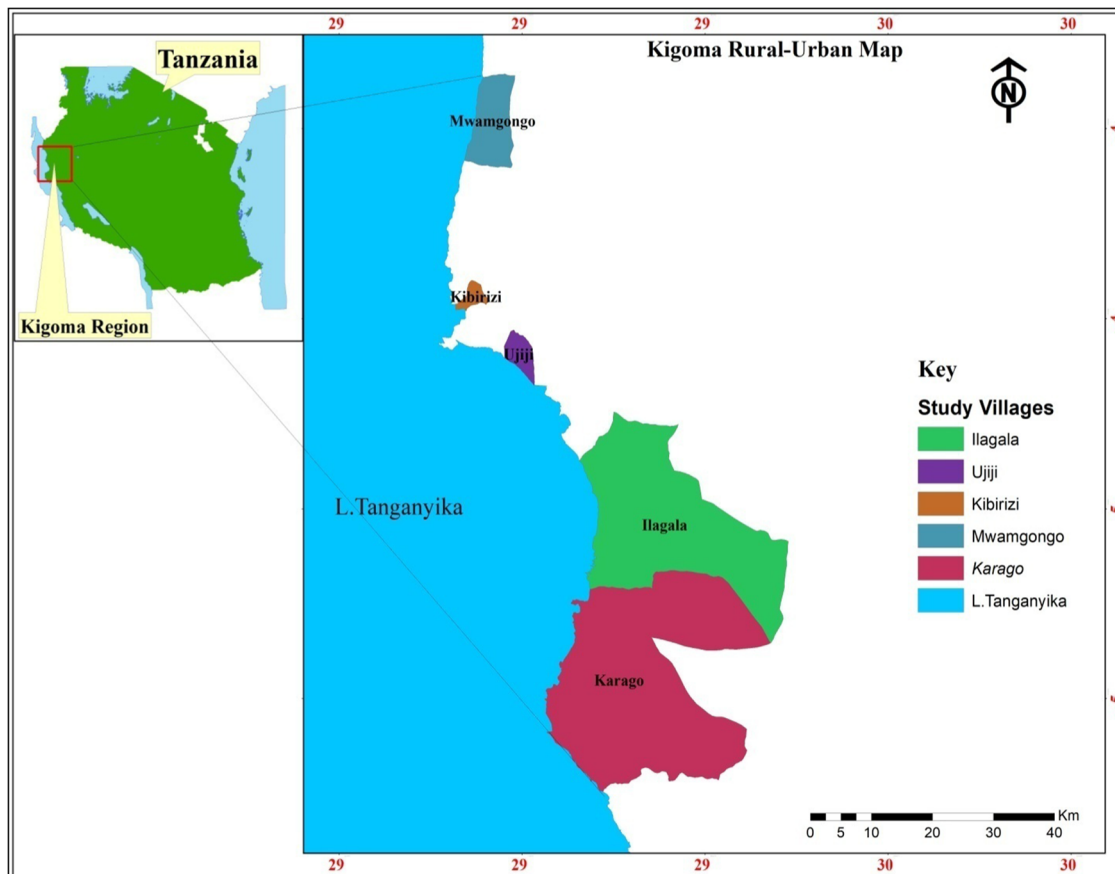 29 29 29 30 30
Kigoma Rural-Urban Map
Tanzania
Kigoma Region
N
Mwamgongo
Kibirizi
Ujiji
L.Tanganyika
Ilagala
Karago
Key
Study Villages
Ilagala
Ujiji
Kibirizi
Mwamgongo
Karago
L.Tanganyika
Km
0 5 10 20 30 40
29 29 29 30 30